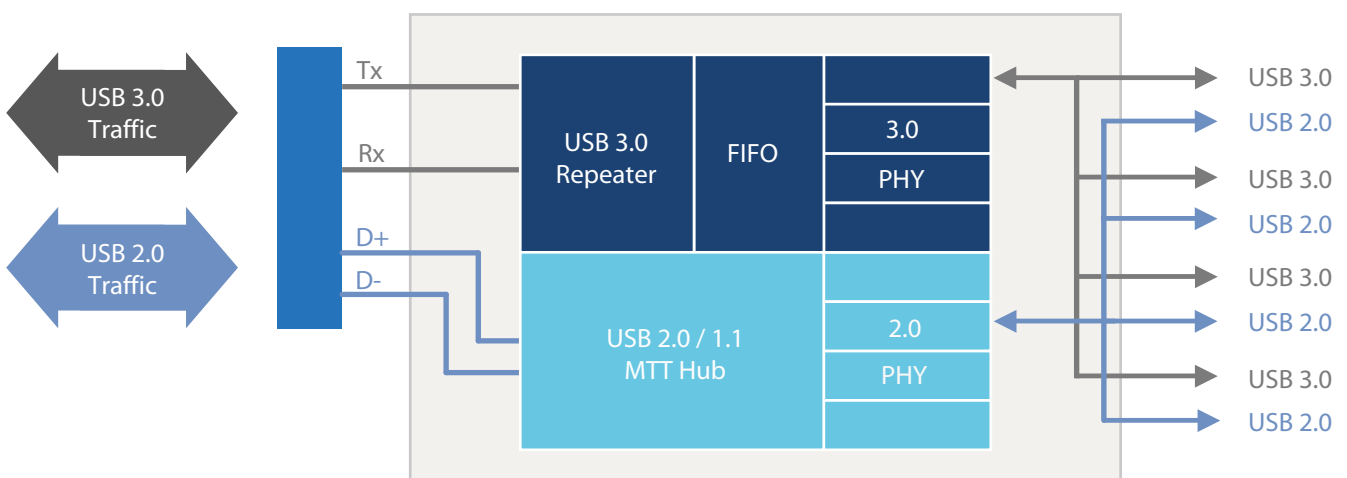 USB 3.0
Traffic
USB 2.0
Traffic
Tx
Rx
D+
D-
USB 3.0
Repeater
FIFO
3.0
PHY
USB 2.0 / 1.1
MTT Hub
2.0
PHY
USB 3.0
USB 2.0
USB 3.0
USB 2.0
USB 3.0
USB 2.0
USB 3.0
USB 2.0